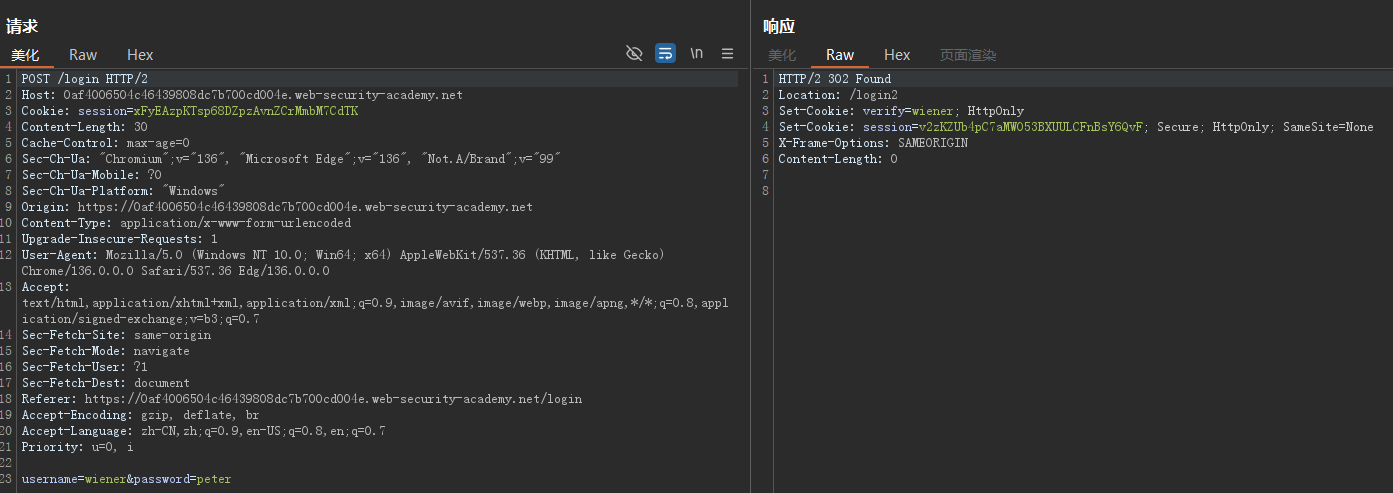 请求
美化 Raw Hex \n
1 POST /login HTTP/2
2 Host: 0af4006504c46439808dc7b700cd004e.web-security-academy.net
3 Cookie: session=xFyEAzpKTsp68DZpzAvnZCrMmbM7CdTK
4 Content-Length: 30
5 Cache-Control: max-age=0
6 Sec-Ch-Ua: "Chromium";v="136", "Microsoft Edge";v="136", "Not.A/Brand";v="99"
7 Sec-Ch-Ua-Mobile: ?0
8 Sec-Ch-Ua-Platform: "Windows"
9 Origin: https://0af4006504c46439808dc7b700cd004e.web-security-academy.net
10 Content-Type: application/x-www-form-urlencoded
11 Upgrade-Insecure-Requests: 1
12 User-Agent: Mozilla/5.0 (Windows NT 10.0; Win64; x64) AppleWebKit/537.36 (KHTML, like Gecko)
Chrome/136.0.0.0 Safari/537.36 Edg/136.0.0.0
13 Accept:
text/html,application/xhtml+xml,application/xml;q=0.9,image/avif,image/webp,image/apng,*/*;q=0.8,appl
ication/signed-exchange;v=b3;q=0.7
14 Sec-Fetch-Site: same-origin
15 Sec-Fetch-Mode: navigate
16 Sec-Fetch-User: ?1
17 Sec-Fetch-Dest: document
18 Referer: https://0af4006504c46439808dc7b700cd004e.web-security-academy.net/login
19 Accept-Encoding: gzip, deflate, br
20 Accept-Language: zh-CN,zh;q=0.9,en-US;q=0.8,en;q=0.7
21 Priority: u=0, i
22
23 username=wiener&password=peter
响应
美化 Raw Hex 页面渲染
1 HTTP/2 302 Found
2 Location: /login2
3 Set-Cookie: verify=wiener; HttpOnly
4 Set-Cookie: session=v2zKZUb4pC7aMWO53BXUULCFnBsY6QvF; Secure; HttpOnly; SameSite=None
5 X-Frame-Options: SAMEORIGIN
6 Content-Length: 0
7
8